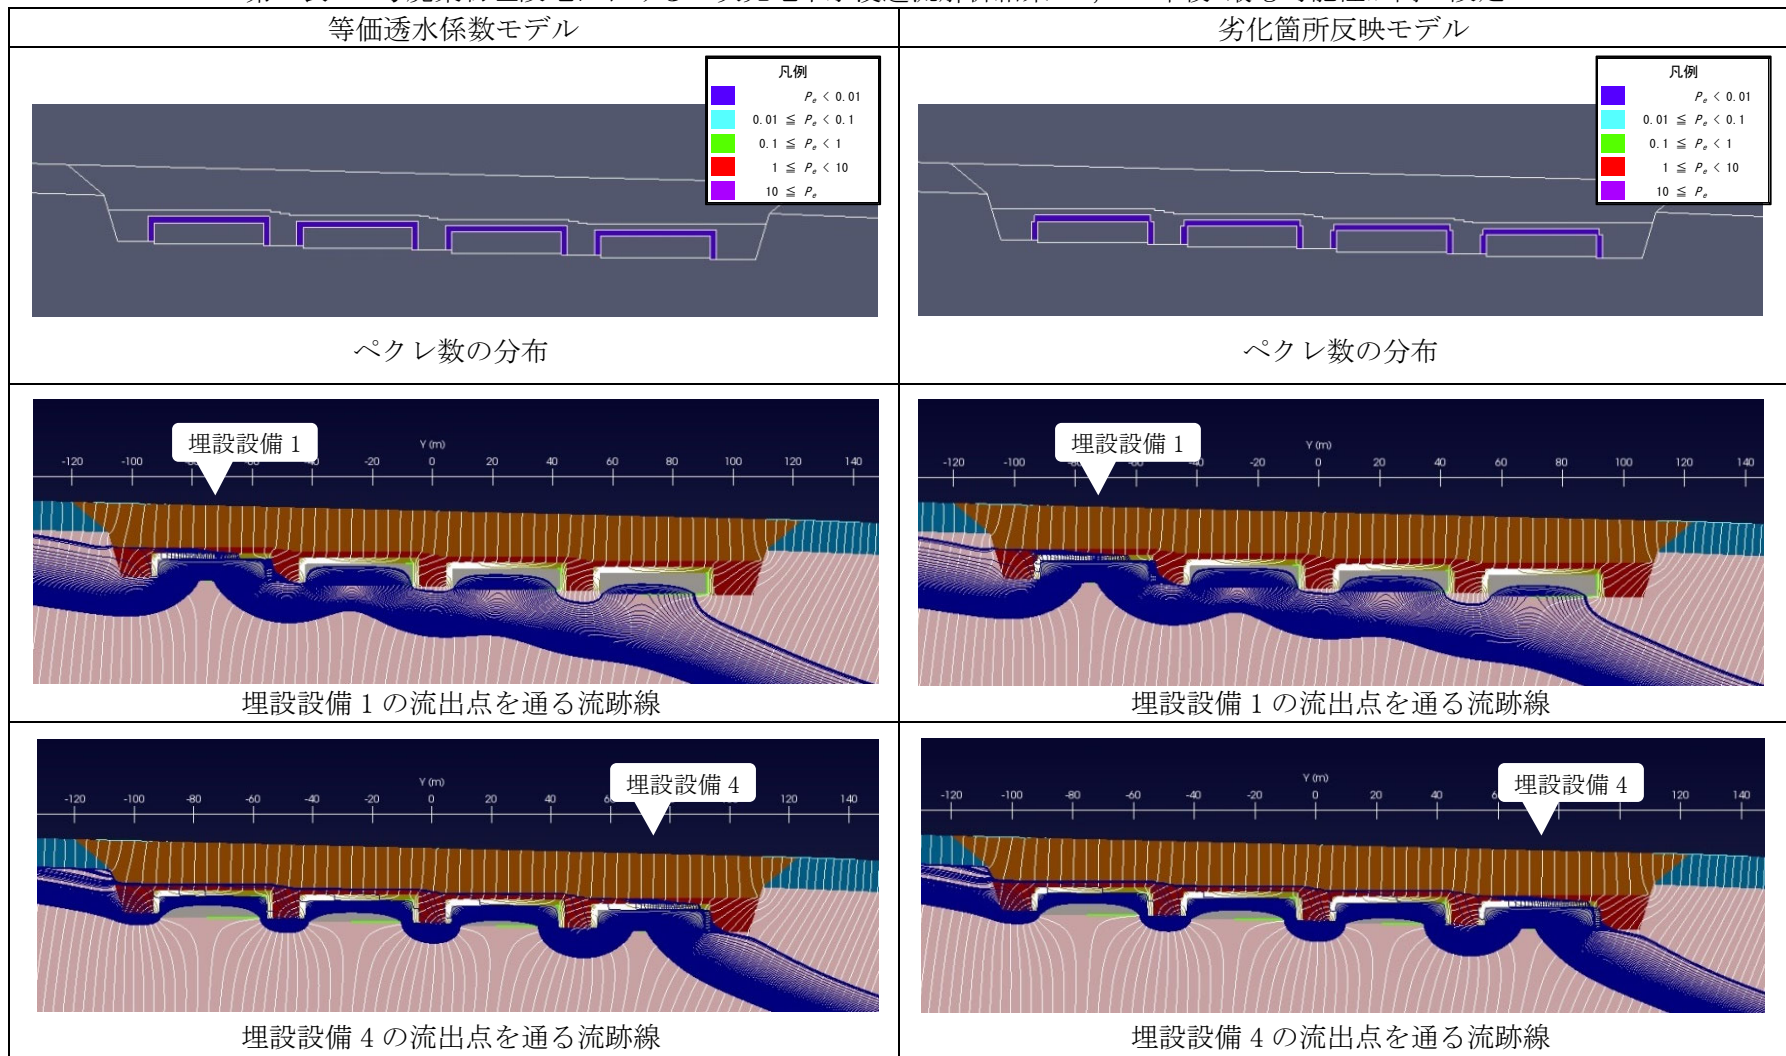 等価透水係数モデル
劣化箇所反映モデル
凡例
Pe < 0.01
0.01 ≦ Pe < 0.1
0.1 ≦ Pe < 1
1 ≦ Pe < 10
10 ≦ Pe
凡例
Pe < 0.01
0.01 ≦ Pe < 0.1
0.1 ≦ Pe < 1
1 ≦ Pe < 10
10 ≦ Pe
ペクレ数の分布
ペクレ数の分布
埋設設備 1
Y (m)
-120 -100 -40 -20 0 20 40 60 80 100 120 140
埋設設備 1
Y (m)
-120 -100 -40 -20 0 20 40 60 80 100 120 140
埋設設備 1 の流出点を通る流跡線
埋設設備 1 の流出点を通る流跡線
埋設設備 4
Y (m)
-120 -100 -80 -60 -40 -20 0 20 40 120 140
埋設設備 4
Y (m)
-120 -100 -80 -60 -40 -20 0 20 40 120 140
埋設設備 4 の流出点を通る流跡線
埋設設備 4 の流出点を通る流跡線